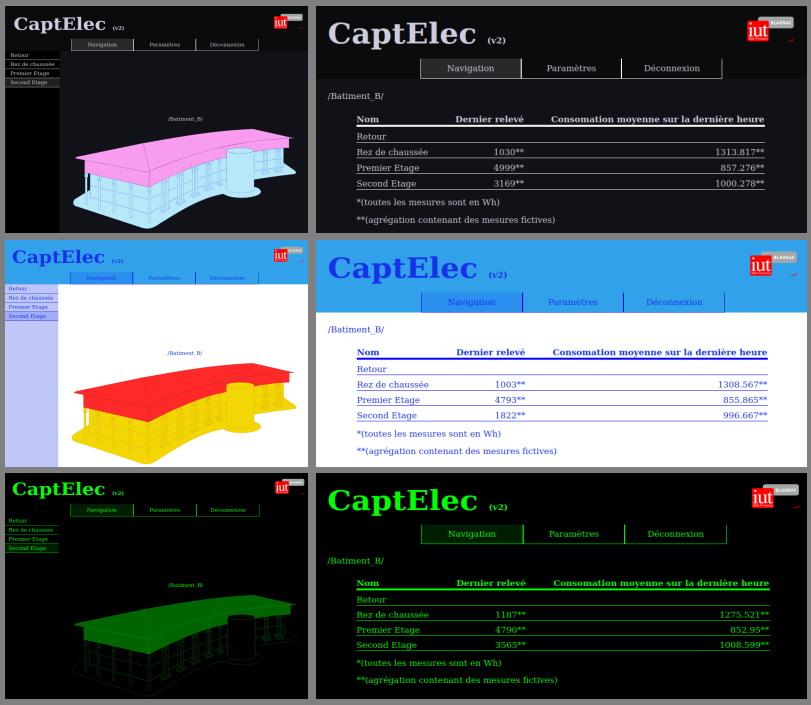 CaptElec (v2)
iut BLAGNAC
Navigation Paramètres Déconnexion
Retour
Rez de chaussée
Premier Etage
Second Etage
/Batiment_B/
CaptElec (v2)
iut BLAGNAC
Navigation Paramètres Déconnexion
/Batiment_B/
Nom Dernier relevé Consomation moyenne sur la dernière heure
Retour
Rez de chaussée 1030** 1313.817**
Premier Etage 4999** 857.276**
Second Etage 3169** 1000.278**
*(toutes les mesures sont en Wh)
**(agrégation contenant des mesures fictives)
CaptElec (v2)
iut BLAGNAC
Navigation Paramètres Déconnexion
Retour
Rez de chaussée
Premier Etage
Second Etage
/Batiment_B/
CaptElec (v2)
iut BLAGNAC
Navigation Paramètres Déconnexion
/Batiment_B/
Nom Dernier relevé Consomation moyenne sur la dernière heure
Retour
Rez de chaussée 1003** 1308.567**
Premier Etage 4793** 855.865**
Second Etage 1822** 996.667**
*(toutes les mesures sont en Wh)
**(agrégation contenant des mesures fictives)
CaptElec (v2)
iut BLAGNAC
Navigation Paramètres Déconnexion
Retour
Rez de chaussée
Premier Etage
Second Etage
/Batiment_B/
CaptElec (v2)
iut BLAGNAC
Navigation Paramètres Déconnexion
/Batiment_B/
Nom Dernier relevé Consomation moyenne sur la dernière heure
Retour
Rez de chaussée 1187** 1275.521**
Premier Etage 4790** 852.95**
Second Etage 3565** 1008.599**
*(toutes les mesures sont en Wh)
**(agrégation contenant des mesures fictives)